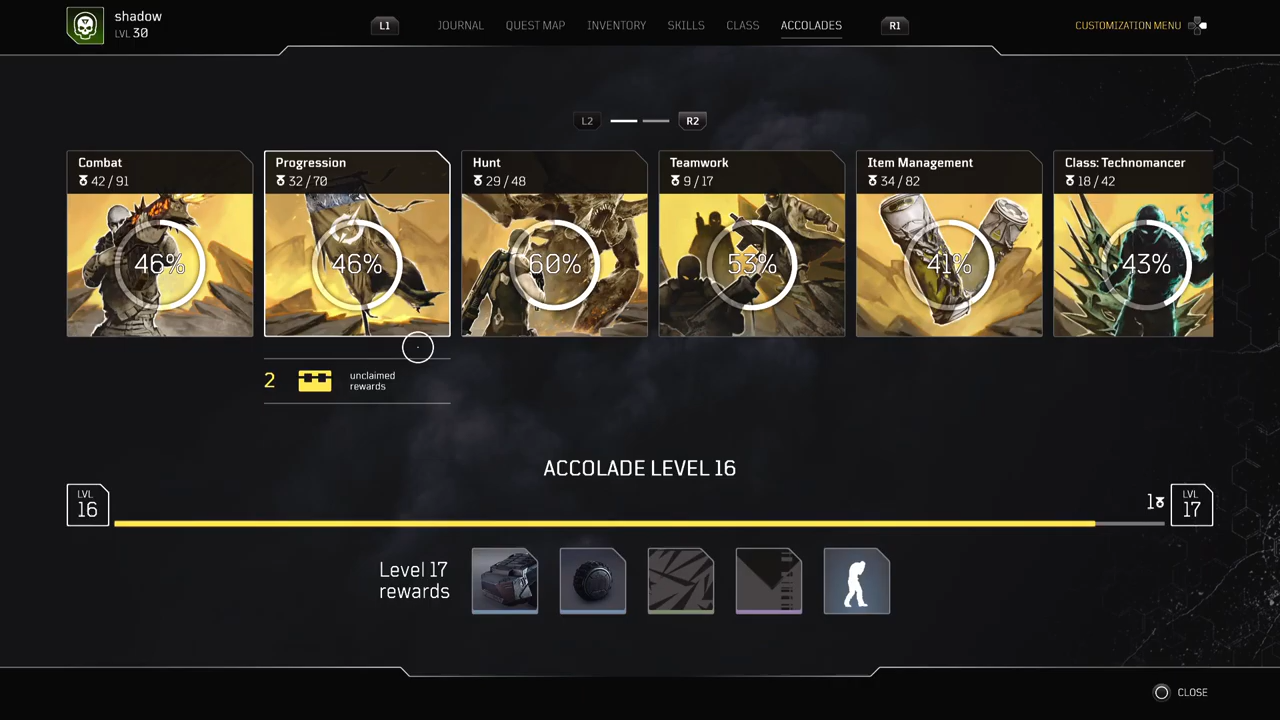 shadow
LVL 30
L1
JOURNAL
QUEST MAP
INVENTORY
SKILLS
CLASS
ACCOLADES
R1
CUSTOMIZATION MENU
L2
R2
Combat
42 / 91
46%
Progression
32 / 70
46%
Hunt
29 / 48
60%
Teamwork
9 / 17
53%
Item Management
34 / 82
41%
Class: Technomancer
18 / 42
43%
2
unclaimed
rewards
ACCOLADE LEVEL 16
LVL
16
1
LVL
17
Level 17
rewards
CLOSE